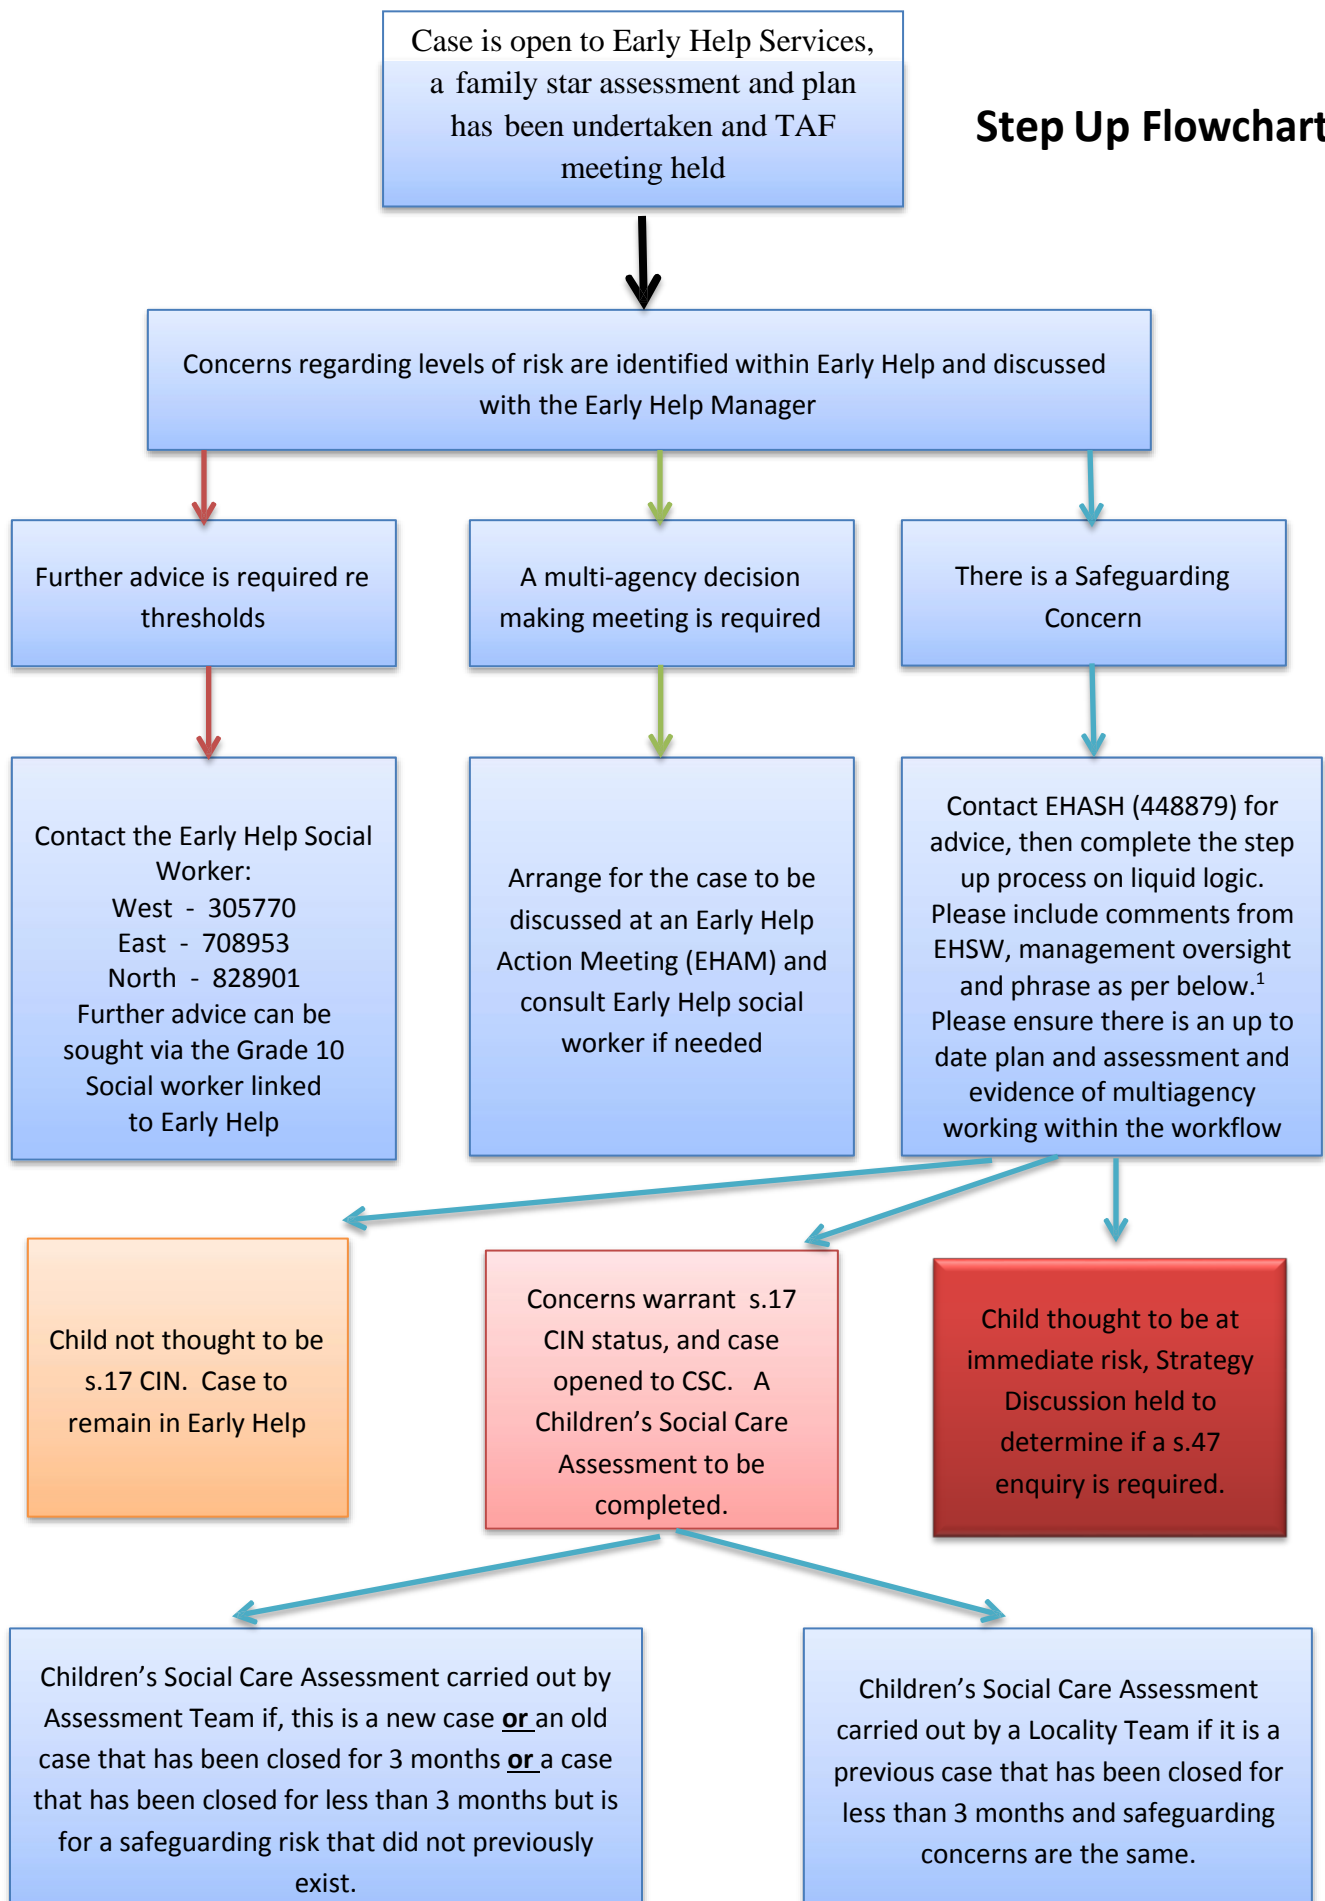 Case is open to Early Help Services,
a family star assessment and plan
has been undertaken and TAF
meeting held
Step Up Flowchart
Concerns regarding levels of risk are identified within Early Help and discussed
with the Early Help Manager
Further advice is required re
thresholds
A multi-agency decision
making meeting is required
There is a Safeguarding
Concern
Contact the Early Help Social
Worker:
West - 305770
East - 708953
North - 828901
Further advice can be
sought via the Grade 10
Social worker linked
to Early Help
Arrange for the case to be
discussed at an Early Help
Action Meeting (EHAM) and
consult Early Help social
worker if needed
Contact EHASH (448879) for
advice, then complete the step
up process on liquid logic.
Please include comments from
EHSW, management oversight
and phrase as per below.¹
Please ensure there is an up to
date plan and assessment and
evidence of multiagency
working within the workflow
Child not thought to be
s.17 CIN. Case to
remain in Early Help
Concerns warrant s.17
CIN status, and case
opened to CSC. A
Children’s Social Care
Assessment to be
completed.
Child thought to be at
immediate risk, Strategy
Discussion held to
determine if a s.47
enquiry is required.
Children’s Social Care Assessment carried out by
Assessment Team if, this is a new case or an old
case that has been closed for 3 months or a case
that has been closed for less than 3 months but is
for a safeguarding risk that did not previously
exist.
Children’s Social Care Assessment
carried out by a Locality Team if it is a
previous case that has been closed for
less than 3 months and safeguarding
concerns are the same.